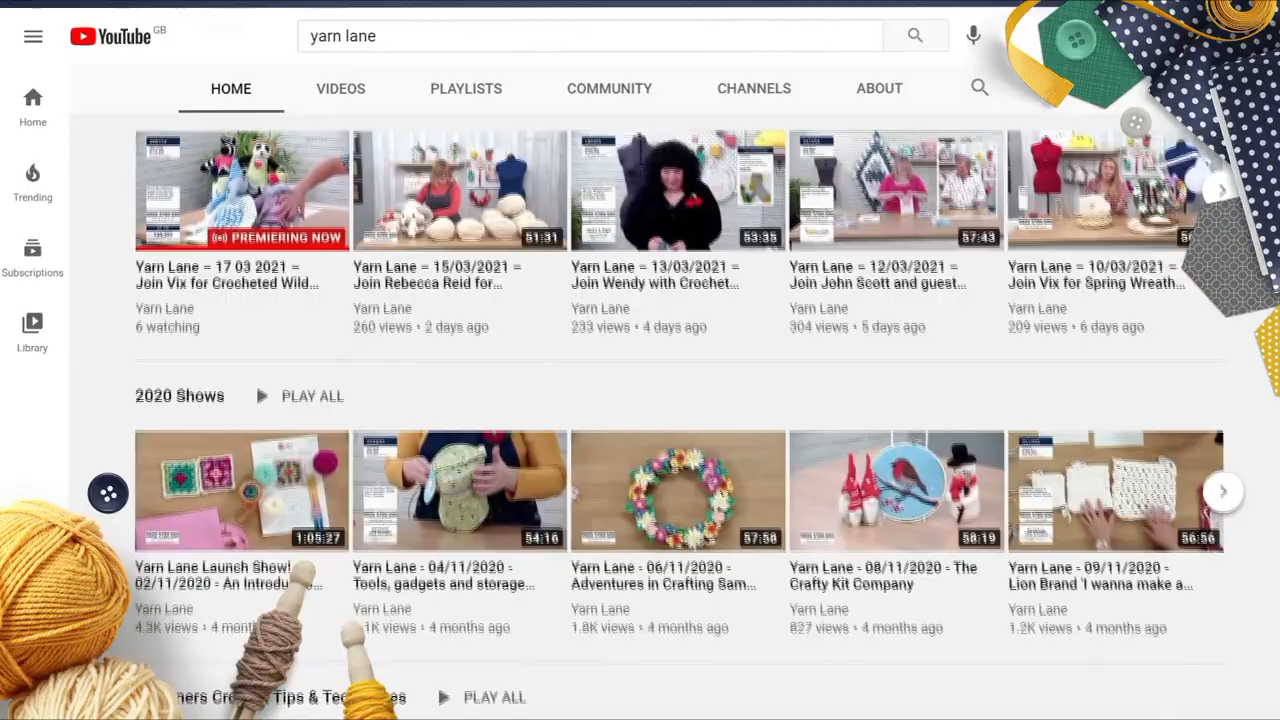 YouTube GB
yarn lane
HOME
VIDEOS
PLAYLISTS
COMMUNITY
CHANNELS
ABOUT
Home
Trending
Subscriptions
Library
PREMIERING NOW
51:31
53:35
57:43
Yarn Lane - 17 03 2021 -
Join Vix for Crocheted Wild...
Yarn Lane
6 watching
Yarn Lane - 15/03/2021 -
Join Rebecca Reid for...
Yarn Lane
260 views • 2 days ago
Yarn Lane - 13/03/2021 -
Join Wendy with Crochet...
Yarn Lane
233 views • 4 days ago
Yarn Lane - 12/03/2021 -
Join John Scott and guest...
Yarn Lane
304 views • 5 days ago
Yarn Lane - 10/03/2021 -
Join Vix for Spring Wreath...
Yarn Lane
209 views • 6 days ago
2020 Shows
PLAY ALL
1:05:27
54:16
57:58
58:19
56:56
Yarn Lane Launch Show!
02/11/2020 - An
Yarn Lane
4.3K views • 4
Yarn Lane - 04/11/2020 -
Tools, gadgets and storage...
Yarn Lane
views • 4 months ago
Yarn Lane - 06/11/2020 -
Adventures in Crafting Sam...
Yarn Lane
1.8K views • 4 months ago
Yarn Lane - 08/11/2020 - The
Crafty Kit Company
Yarn Lane
827 views • 4 months ago
Yarn Lane - 09/11/2020 -
Lion Brand 'I wanna make a...
Yarn Lane
1.2K views • 4 months ago
Tips &
PLAY ALL